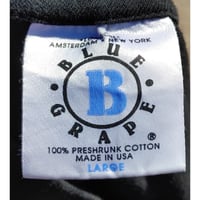 AMSTERDAM • NEW YORK
• BLUE •
B
GRAPE ®
100% PRESHRUNK COTTON
MADE IN USA
LARGE